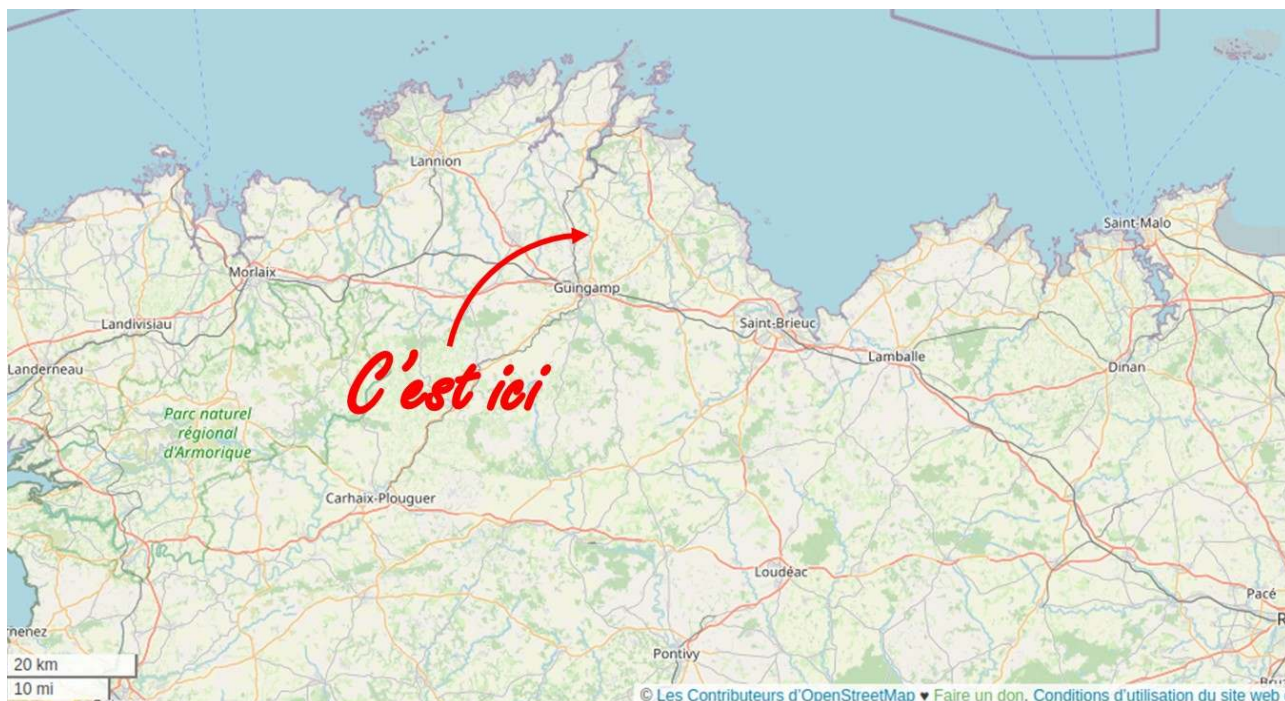 Lannion
Saint-Malo
Morlaix
Guingamp
Landivisiau
Saint-Brieuc
Lamballe
Landerneau
Dinan
C'est ici
Parc naturel
régional
d'Armorique
Carhaix-Plouguer
Loudéac
Pacé
R
rnenez
Pontivy
20 km
10 mi
© Les Contributeurs d'OpenStreetMap ♥ Faire un don. Conditions d'utilisation du site web